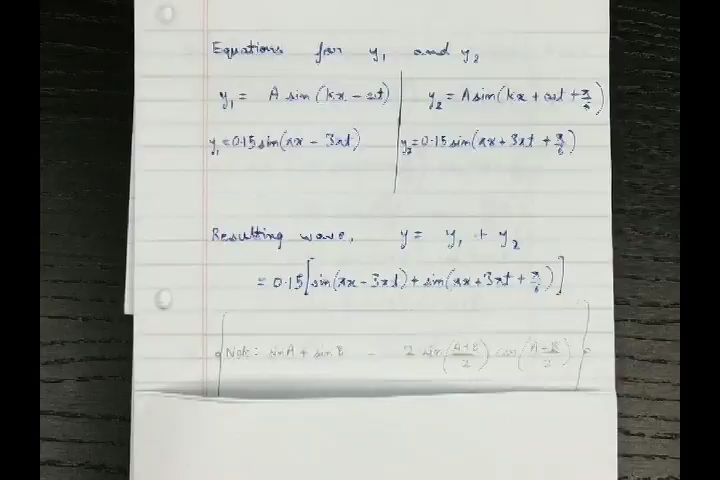 Equations for y₁ and y₂
y₁ = A sin(kx - ωt) y₂ = A sin(kx + ωt + π/6)
y₁ = 0.15 sin(πx - 3πt) y₂ = 0.15 sin(πx + 3πt + π/6)
Resulting wave, y = y₁ + y₂
= 0.15[sin(πx - 3πt) + sin(πx + 3πt + π/6)]
Note: sinA + sinB = 2 sin((A+B)/2) cos((A-B)/2)